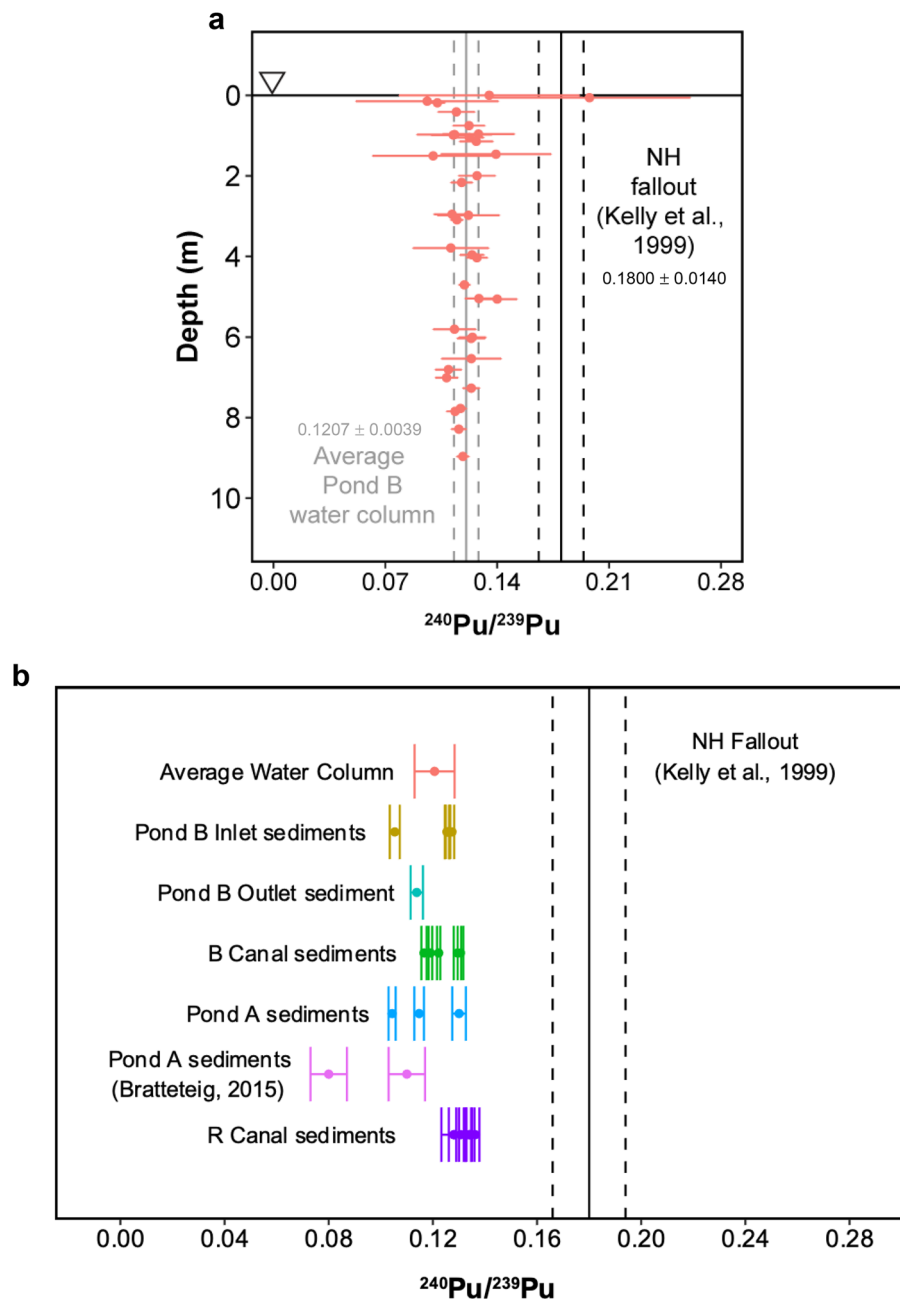 a
0
2
4
6
8
10
Depth (m)
NH
fallout
(Kelly et al.,
1999)
0.1800 ± 0.0140
0.1207 ± 0.0039
Average
Pond B
water column
0.00 0.07 0.14 0.21 0.28
²⁴⁰Pu/²³⁹Pu
b
NH Fallout
(Kelly et al., 1999)
Average Water Column
Pond B Inlet sediments
Pond B Outlet sediment
B Canal sediments
Pond A sediments
Pond A sediments
(Bratteteig, 2015)
R Canal sediments
0.00 0.04 0.08 0.12 0.16 0.20 0.24 0.28
²⁴⁰Pu/²³⁹Pu